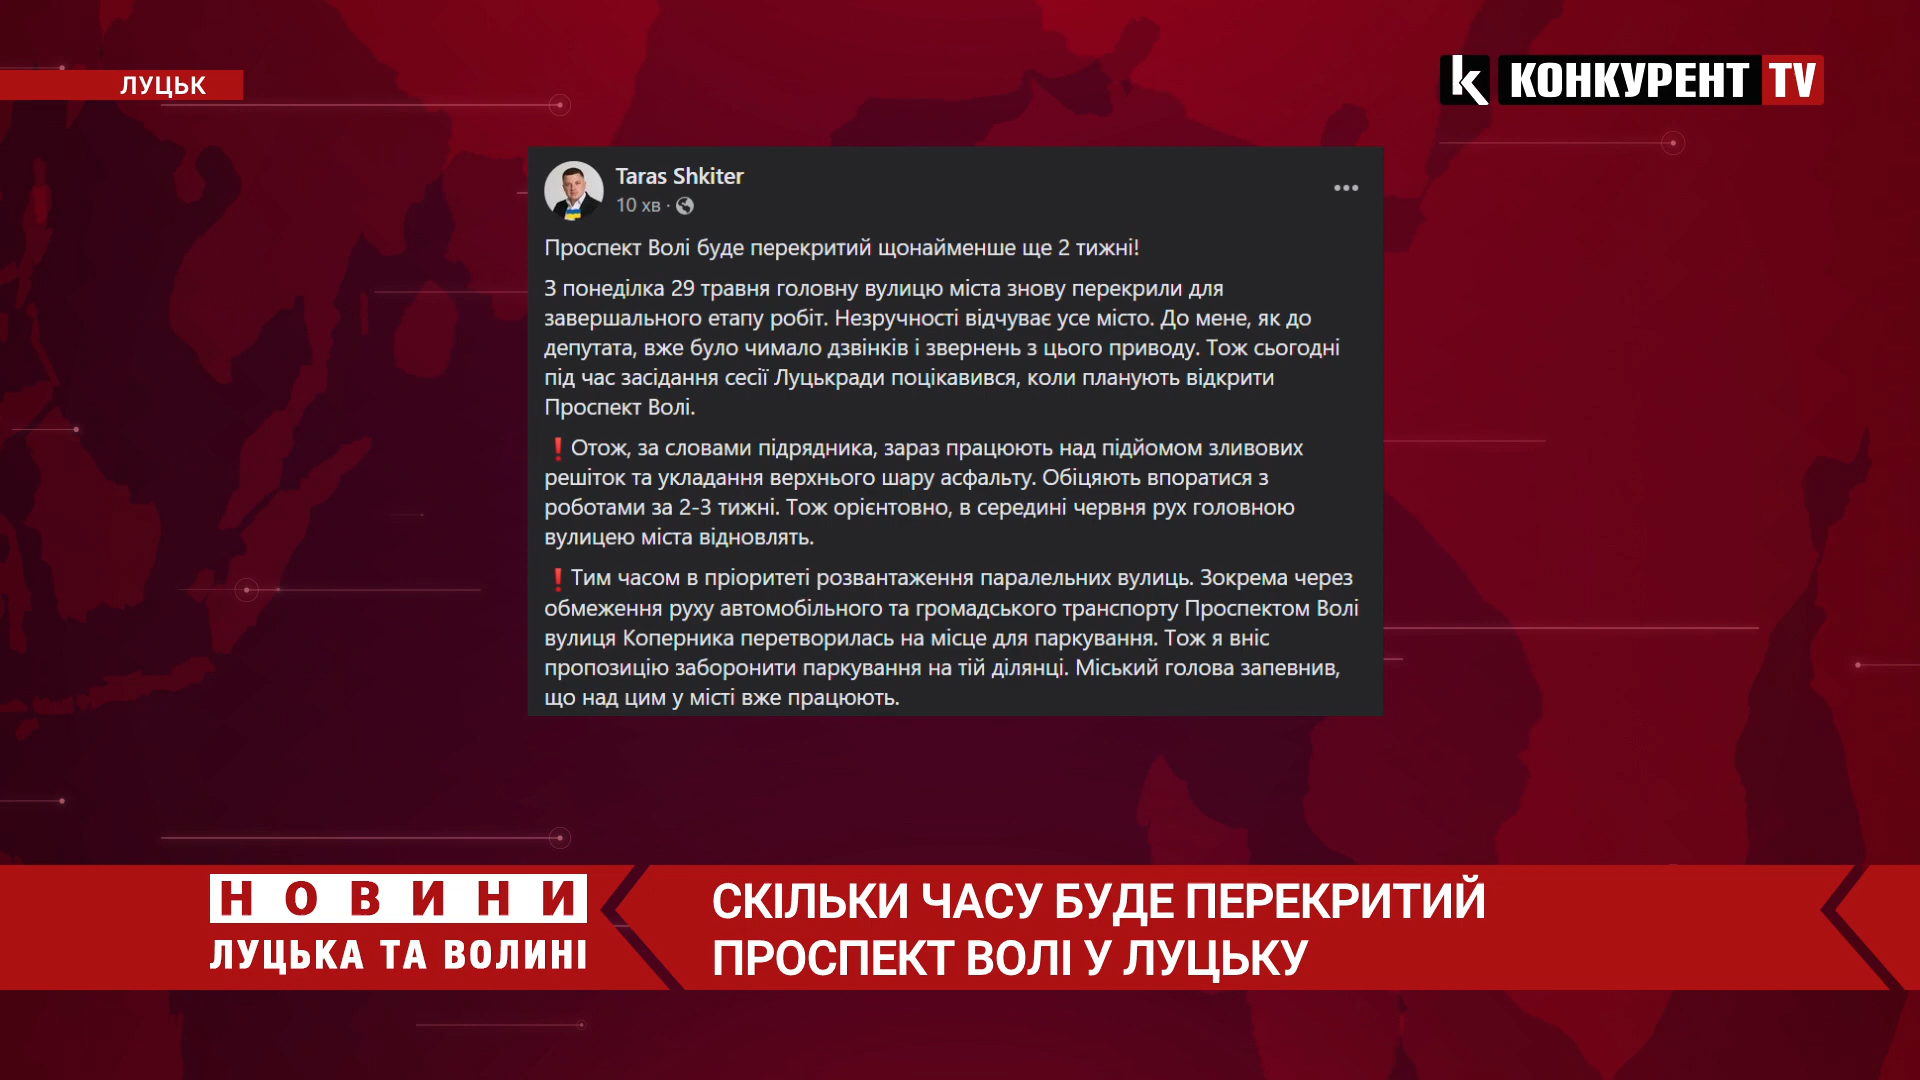 ЛУЦЬК
КОНКУРЕНТ TV
Taras Shkiter
10 хв ·
Проспект Волі буде перекритий щонайменше ще 2 тижні!
З понеділка 29 травня головну вулицю міста знову перекрили для
завершального етапу робіт. Незручності відчуває усе місто. До мене, як до
депутата, вже було чимало дзвінків і звернень з цього приводу. Тож сьогодні
під час засідання сесії Луцькради поцікавився, коли планують відкрити
Проспект Волі.
❗Отож, за словами підрядника, зараз працюють над підйомом зливових
решіток та укладання верхнього шару асфальту. Обіцяють впоратися з
роботами за 2-3 тижні. Тож орієнтовно, в середині червня рух головною
вулицею міста відновлять.
❗Тим часом в пріоритеті розвантаження паралельних вулиць. Зокрема через
обмеження руху автомобільного та громадського транспорту Проспектом Волі
вулиця Коперника перетворилась на місце для паркування. Тож я вніс
пропозицію заборонити паркування на тій ділянці. Міський голова запевнив,
що над цим у місті вже працюють.
НОВИНИ
ЛУЦЬКА ТА ВОЛИНІ
СКІЛЬКИ ЧАСУ БУДЕ ПЕРЕКРИТИЙ
ПРОСПЕКТ ВОЛІ У ЛУЦЬКУ